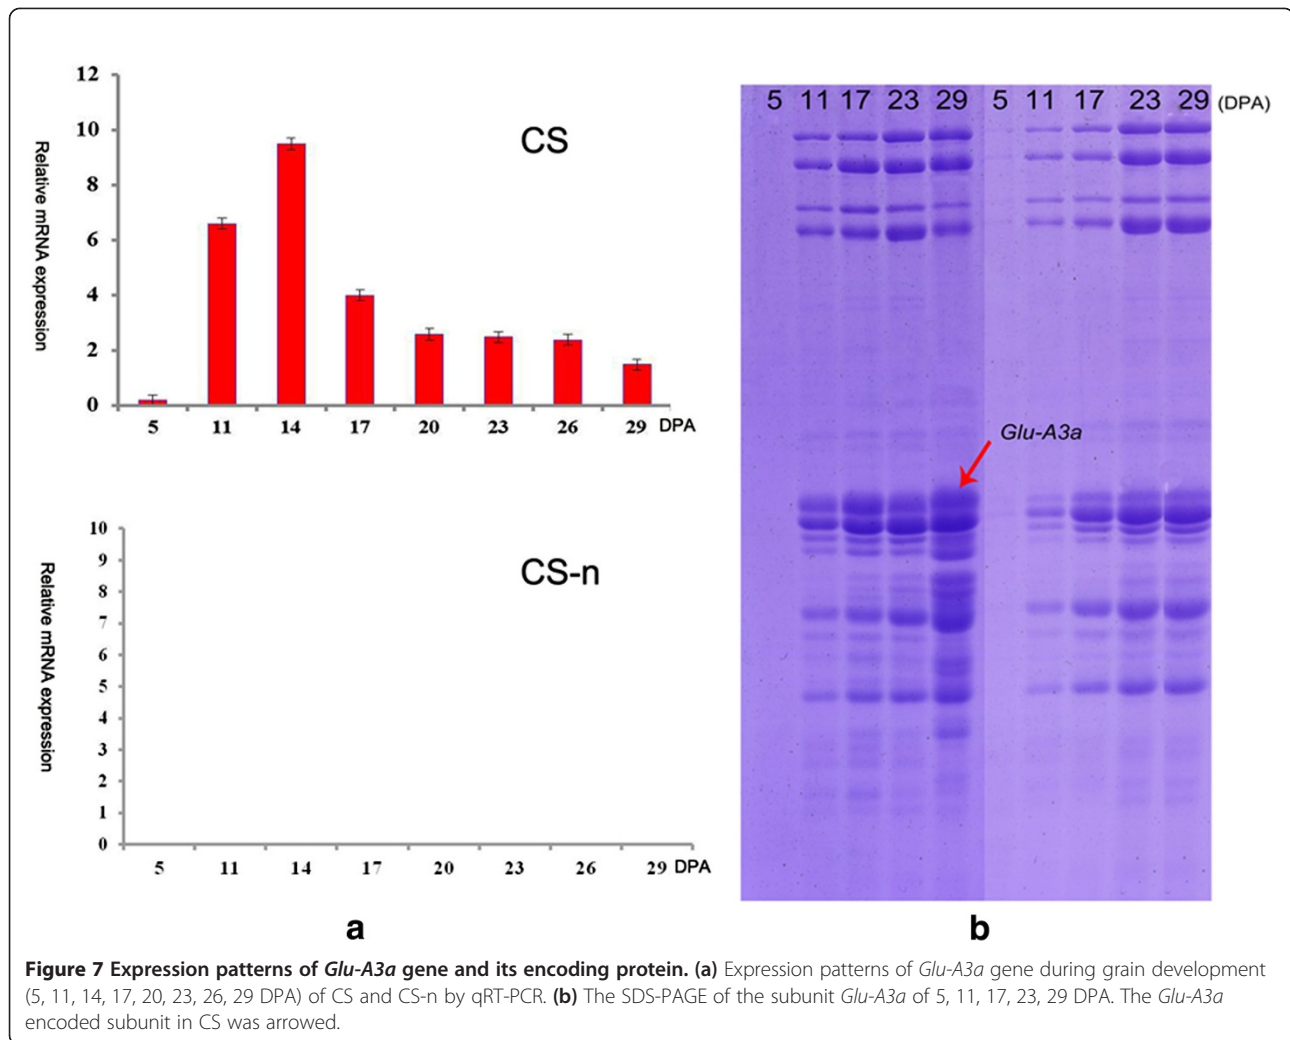 12
10
8
6
4
2
0
Relative mRNA expression
CS
5 11 14 17 20 23 26 29 DPA
10
9
8
7
6
5
4
3
2
1
0
Relative mRNA expression
CS-n
5 11 14 17 20 23 26 29 DPA
a
5 11 17 23 29 5 11 17 23 29 (DPA)
Glu-A3a
b
Figure 7 Expression patterns of Glu-A3a gene and its encoding protein. (a) Expression patterns of Glu-A3a gene during grain development
(5, 11, 14, 17, 20, 23, 26, 29 DPA) of CS and CS-n by qRT-PCR. (b) The SDS-PAGE of the subunit Glu-A3a of 5, 11, 17, 23, 29 DPA. The Glu-A3a
encoded subunit in CS was arrowed.